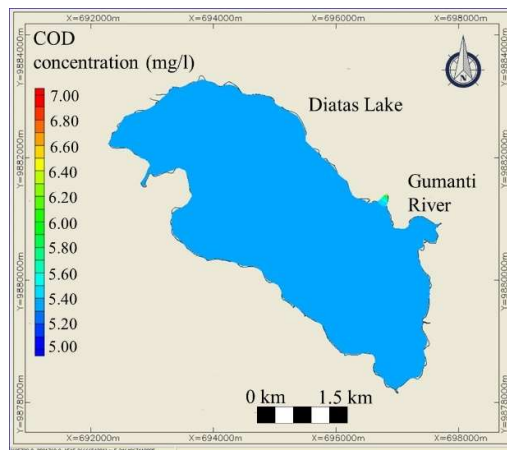 X=692000m X=694000m X=696000m X=698000m
Y=9884000m
Y=9882000m
Y=9880000m
Y=9878000m
COD
concentration (mg/l)
7.00
6.80
6.60
6.40
6.20
6.00
5.80
5.60
5.40
5.20
5.00
Diatas Lake
Gumanti
River
0 km 1.5 km
Y=9884000m
Y=9882000m
Y=9880000m
Y=9878000m
X=692000m X=694000m X=696000m X=698000m